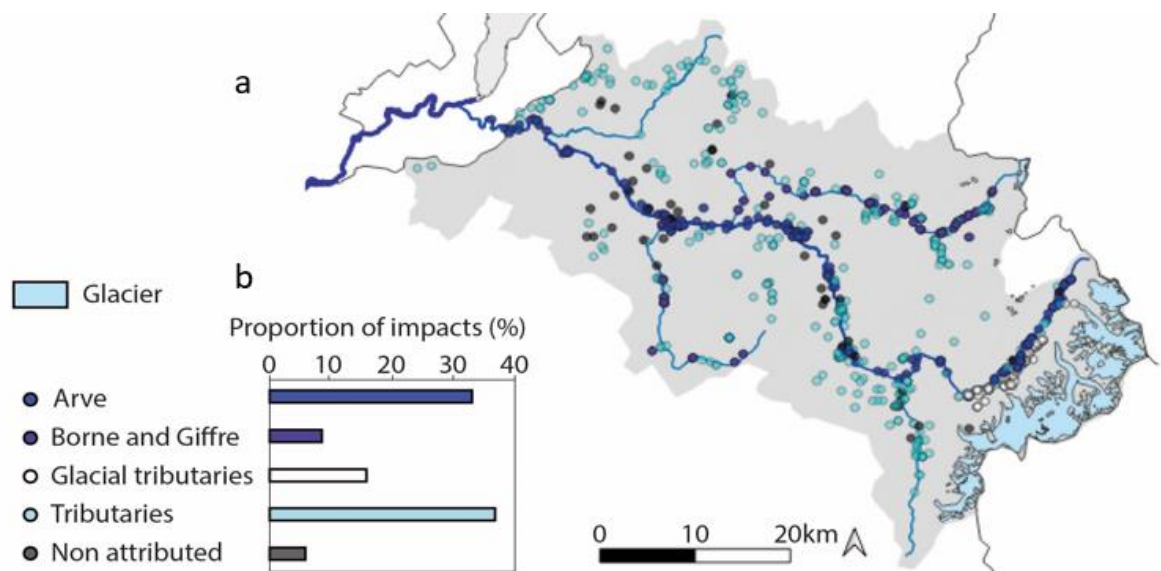 a
b
Glacier
Proportion of impacts (%)
0 10 20 30 40
Arve
Borne and Giffre
Glacial tributaries
Tributaries
Non attributed
0 10 20km